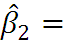 β̂₂ =